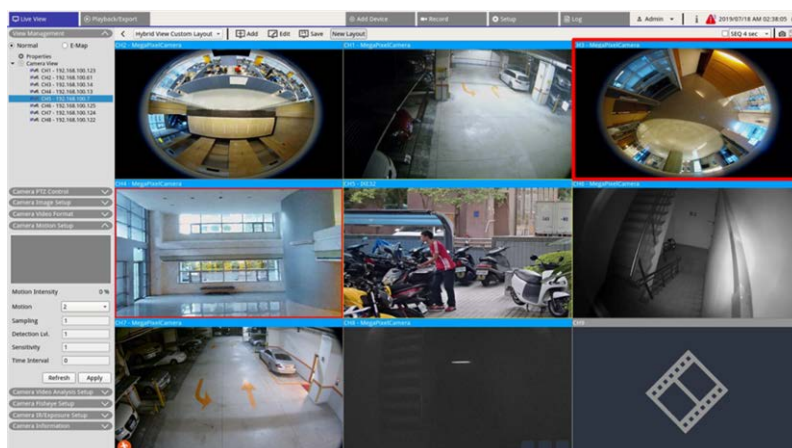 Live View
Playback/Export
Add Device
Record
Setup
Log
Admin
2019/07/18 AM 02:38:05
View Management
Hybrid View Custom Layout
Add
Edit
Save
New Layout
SEQ 4 sec
Normal
E-Map
Properties
Camera View
CH1 - 192.168.100.123
CH2 - 192.168.100.61
CH3 - 192.168.100.14
CH4 - 192.168.100.13
CH5 - 192.168.100.7
CH6 - 192.168.100.125
CH7 - 192.168.100.124
CH8 - 192.168.100.122
CH2 - MegaPixelCamera
CH1 - MegaPixelCamera
H3 - MegaPixelCamera
Camera PTZ Control
Camera Image Setup
Camera Video Format
Camera Motion Setup
CH4 - MegaPixelCamera
CH6 - MegaPixelCamera
Motion Intensity 0 %
Motion 2
Sampling 1
Detection Lvl. 1
Sensitivity 1
Time Interval 0
Refresh
Apply
CH7 - MegaPixelCamera
CH8 - MegaPixelCamera
CH9
Camera Video Analysis Setup
Camera Fisheye Setup
Camera IR/Exposure Setup
Camera Information